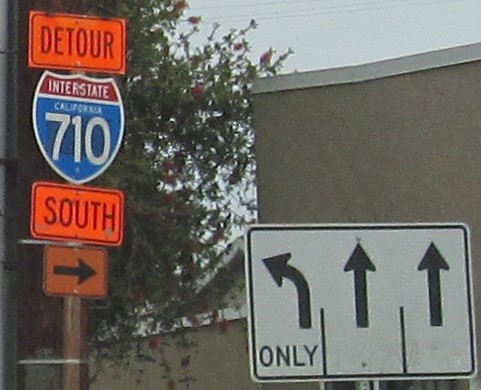 DETOUR
INTERSTATE
CALIFORNIA
710
SOUTH
ONLY